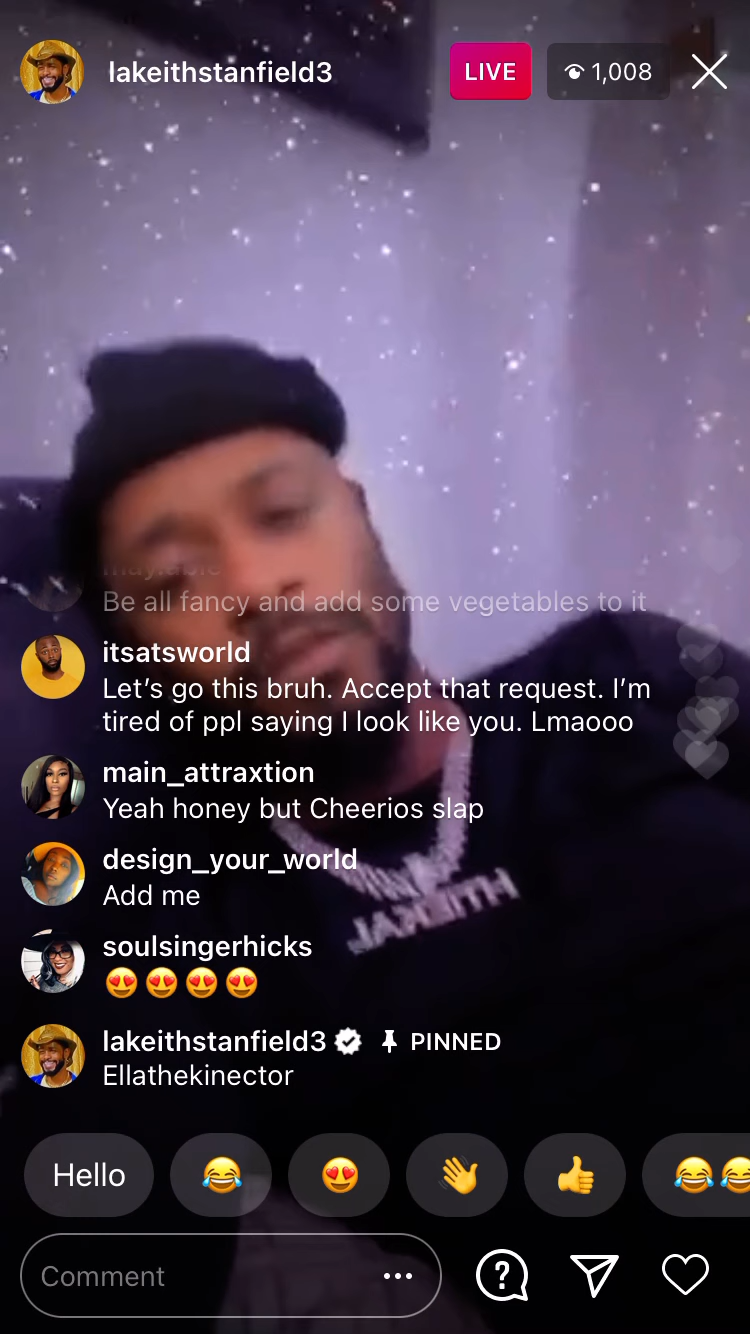 lakeithstanfield3
LIVE
1,008
may.able
Be all fancy and add some vegetables to it
itsatsworld
Let's go this bruh. Accept that request. I'm
tired of ppl saying I look like you. Lmaooo
main_attraxtion
Yeah honey but Cheerios slap
design_your_world
Add me
soulsingerhicks
😍😍😍😍
lakeithstanfield3 PINNED
Ellathekinector
Hello 😂 😍 👋 👍 😂😂
Comment